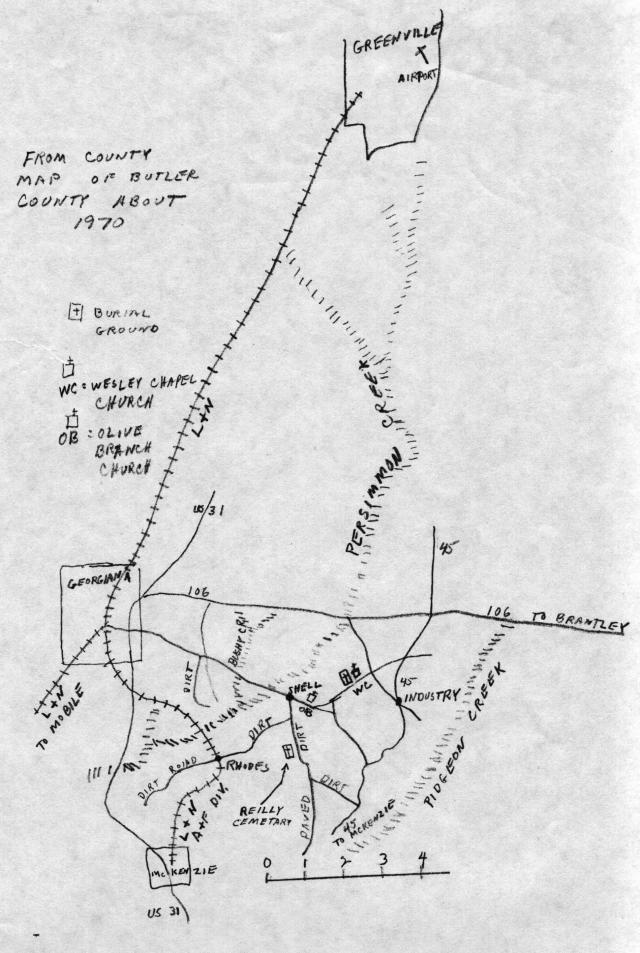 GREENVILLE
AIRPORT
FROM COUNTY
MAP OF BUTLER
COUNTY ABOUT
1970
BURIAL
GROUND
WC = WESLEY CHAPEL
CHURCH
OB = OLIVE
BRANCH
CHURCH
L+N
PERSIMMON CREEK
US 31
45
GEORGIANA
106
106 TO BRANTLEY
DIRT
SHELL
WC
45
INDUSTRY
OB
L+N
TO MOBILE
DIRT
DIRT
PIDGEON CREEK
DIRT ROAD
RHODES
DIRT
REILLY
CEMETARY
PAVED
45
TO MCKENZIE
L+N
A+F DIV.
McKENZIE
0 1 2 3 4
US 31